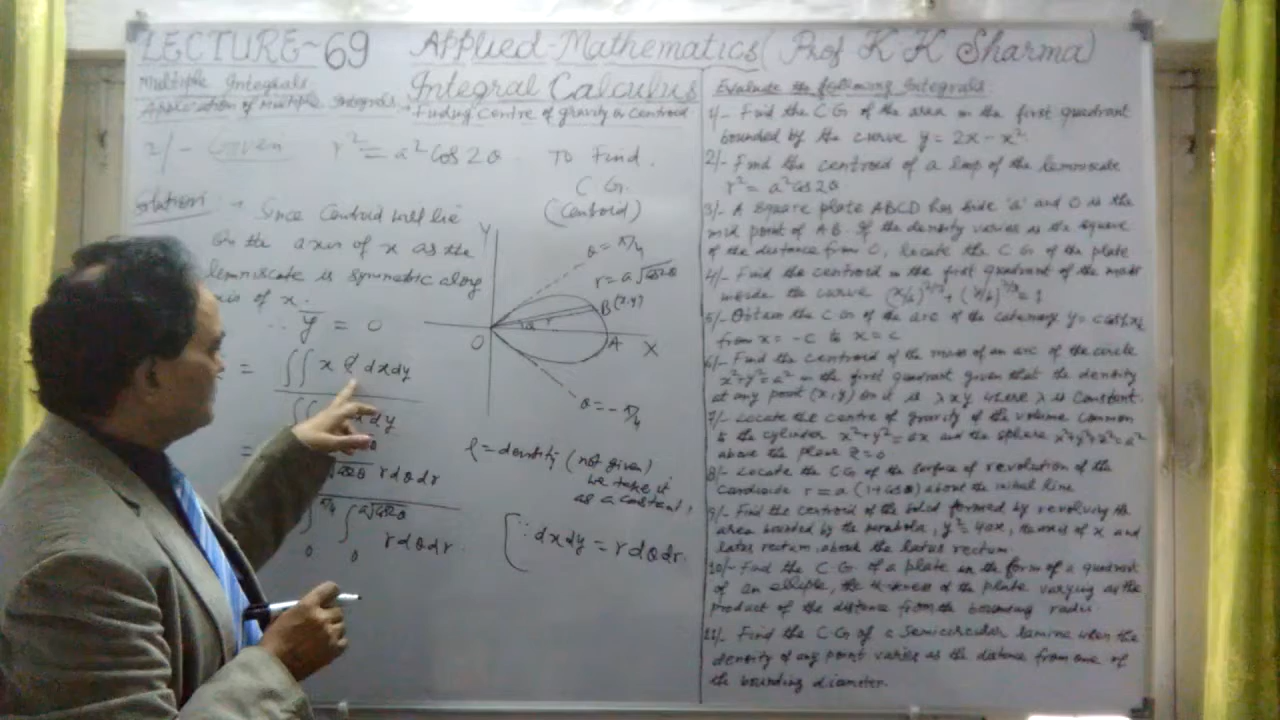 LECTURE-69 Applied-Mathematics (Prof K K Sharma)
Multiple Integrals Integral Calculus
Application of Multiple Integrals: Finding centre of gravity or centroid
2/- Given r² = a² Cos 2θ To Find.
C G.
(Centroid)
Solution Since Centroid will lie
on the axis of x as the
lemniscate is symmetric along
axis of x.
∴ y̅ = 0
= ∫∫ x ρ dx dy
∫∫ dxdy
=
rdθdr
∫ 0 π/4 ∫ 0 a√cos2θ r dθ dr.
Y
θ = π/4
r = a√cos2θ
B(x,y)
r
O A X
θ = -π/4
ρ = density (not given)
we take it
as a constant,
[∵ dxdy = r dθ dr.
Evaluate the following Integrals:
1/- Find the C G of the area in the first quadrant
bounded by the curve y = 2x - x²
2/- Find the centroid of a loop of the lemniscate
r² = a² cos 2θ
3/- A square plate ABCD has side 'a' and O is the
mid point of AB. If the density varies as the square
of the distance from O, locate the C G of the plate
4/- Find the centroid in the first quadrant of the mass
inside the curve (x/a)^2/3 + (y/b)^2/3 = 1
5/- Obtain the C G of the arc of the catenary y = c cosh x/c
from x = -c to x = c
6/- Find the centroid of the mass of an arc of the circle
x²+y² = a² in the first quadrant given that the density
at any point (x,y) on it is λxy where λ is constant.
7/- Locate the centre of gravity of the volume common
to the cylinder x²+y² = ax and the sphere x²+y²+z² = a²
above the plane z = 0
8/- Locate the C G of the surface of revolution of the
cardioide r = a(1+cosθ) about the initial line
9/- Find the centroid of the solid formed by revolving the
area bounded by the parabola, y² = 4ax, the axis of x and
latus rectum, about the latus rectum.
10/- Find the C. G. of a plate in the form of a quadrant
of an ellipse, the thickness of the plate varying as the
product of the distance from the bounding radii
11/- Find the C-G of a semicircular lamina when the
density of any point varies as the distance from one of
the bounding diameter.